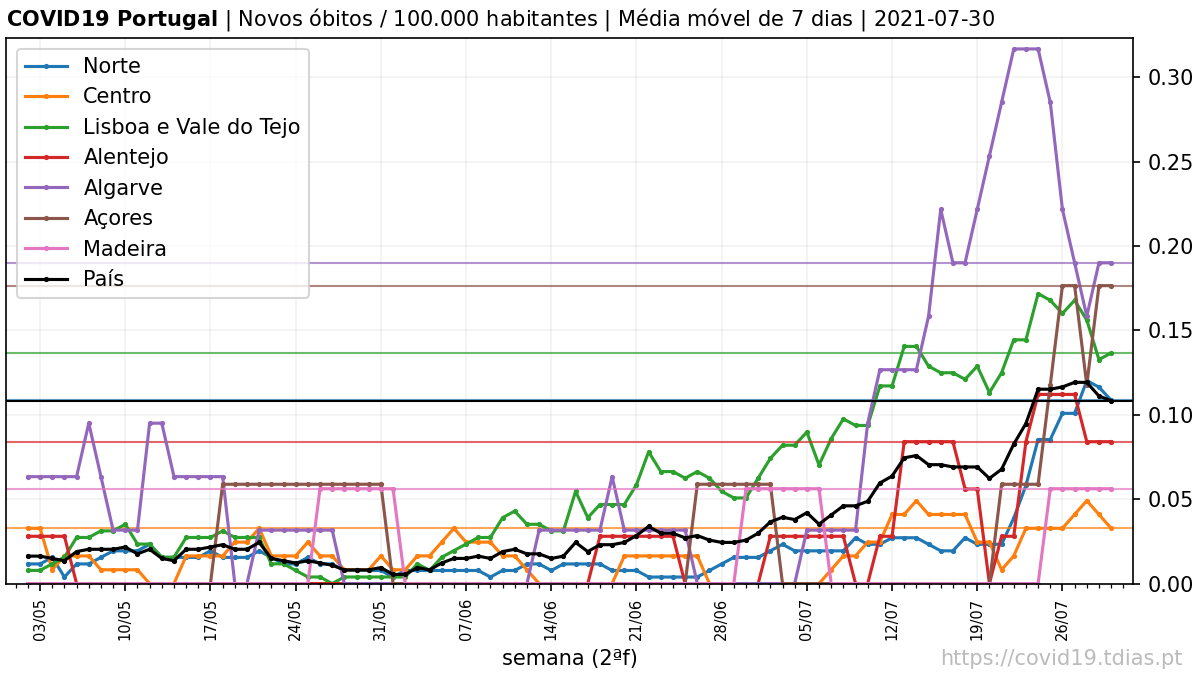 COVID19 Portugal | Novos óbitos / 100.000 habitantes | Média móvel de 7 dias | 2021-07-30
Norte
Centro
Lisboa e Vale do Tejo
Alentejo
Algarve
Açores
Madeira
País
0.30
0.25
0.20
0.15
0.10
0.05
0.00
03/05 10/05 17/05 24/05 31/05 07/06 14/06 21/06 28/06 05/07 12/07 19/07 26/07
semana (2ªf)
https://covid19.tdias.pt